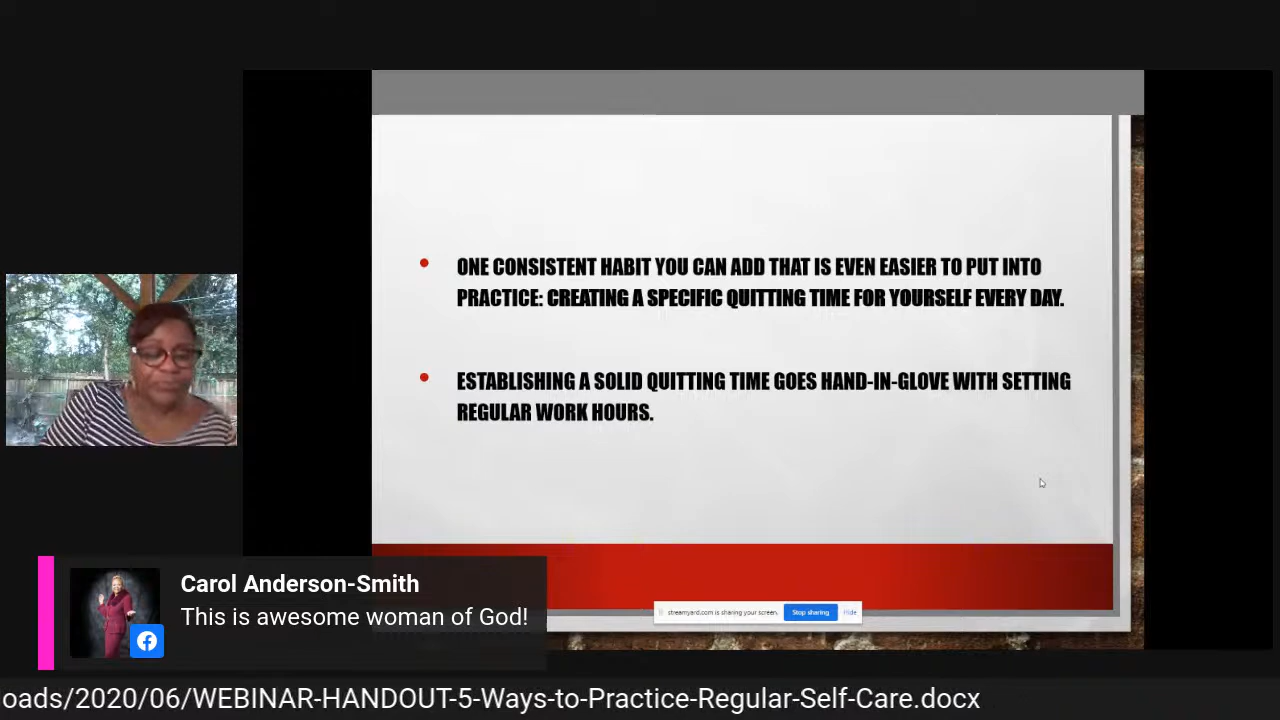 ONE CONSISTENT HABIT YOU CAN ADD THAT IS EVEN EASIER TO PUT INTO
PRACTICE: CREATING A SPECIFIC QUITTING TIME FOR YOURSELF EVERY DAY.
ESTABLISHING A SOLID QUITTING TIME GOES HAND-IN-GLOVE WITH SETTING
REGULAR WORK HOURS.
Carol Anderson-Smith
This is awesome woman of God!
streamyard.com is sharing your screen.
Stop sharing
Hide
loads/2020/06/WEBINAR-HANDOUT-5-Ways-to-Practice-Regular-Self-Care.docx